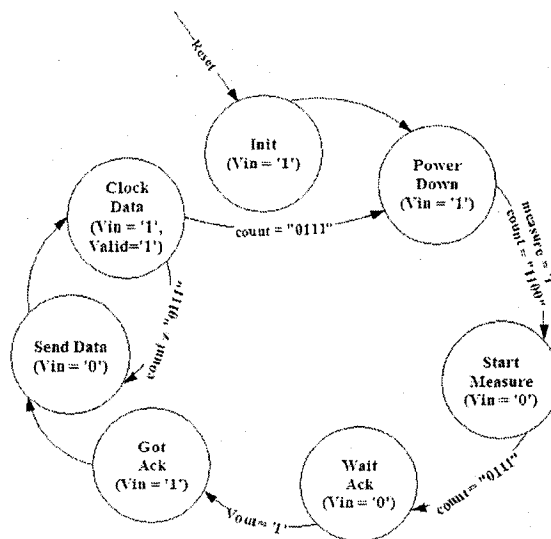 Reset
Init
(Vin = '1')
Power
Down
(Vin = '1')
measure = '1
count = "1100"
Start
Measure
(Vin = '0')
count = "0111"
Wait
Ack
(Vin = '0')
Vout= '1'
Got
Ack
(Vin = '1')
Send Data
(Vin = '0')
count ≠ "0111"
Clock
Data
(Vin = '1',
Valid='1')
count = "0111"